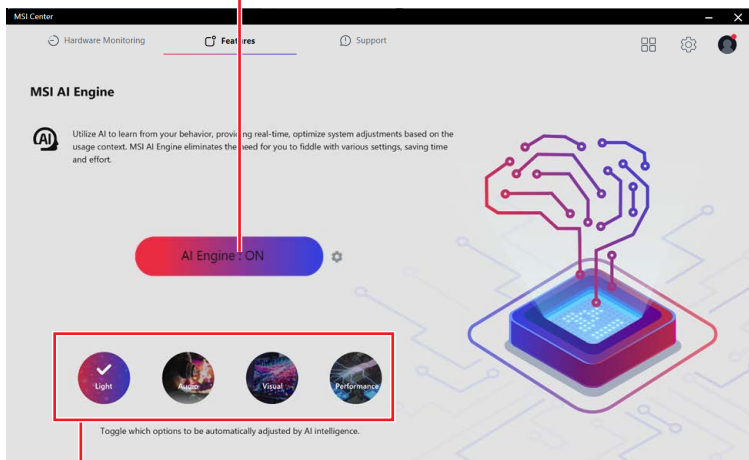 MSI Center
Hardware Monitoring
Features
Support
MSI AI Engine
AI
Utilize AI to learn from your behavior, providing real-time, optimize system adjustments based on the
usage context. MSI AI Engine eliminates the need for you to fiddle with various settings, saving time
and effort.
AI Engine : ON
Light
Audio
Visual
Performance
Toggle which options to be automatically adjusted by AI intelligence.